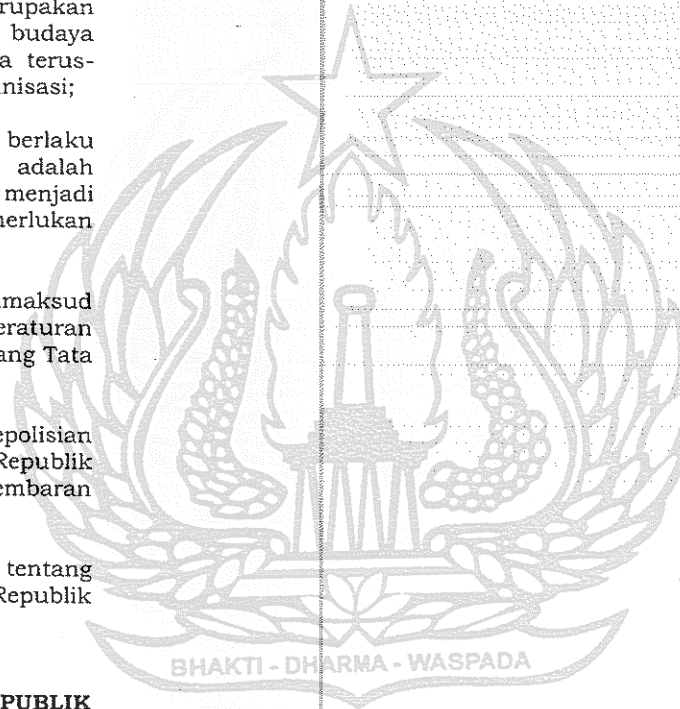 rupakan
budaya
a terus-
nisasi;
berlaku
adalah
menjadi
nerlukan
maksud
eraturan
ang Tata
epolisian
Republik
embaran
tentang
Republik
BHAKTI - DHARMA - WASPADA
PUBLIK